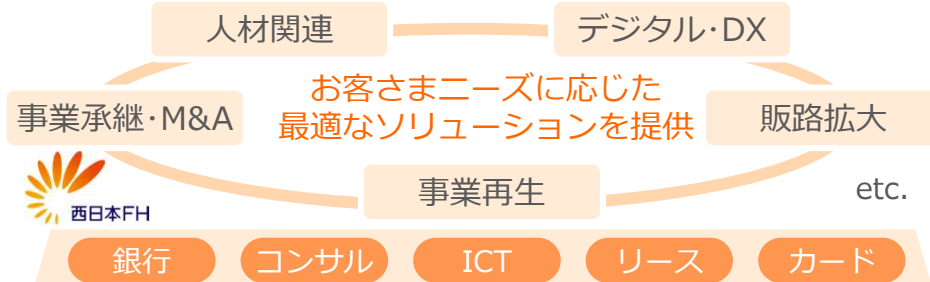 人材関連
デジタル･DX
お客さまニーズに応じた
最適なソリューションを提供
事業承継･M&A
販路拡大
事業再生
etc.
西日本FH
銀行
コンサル
ICT
リース
カード